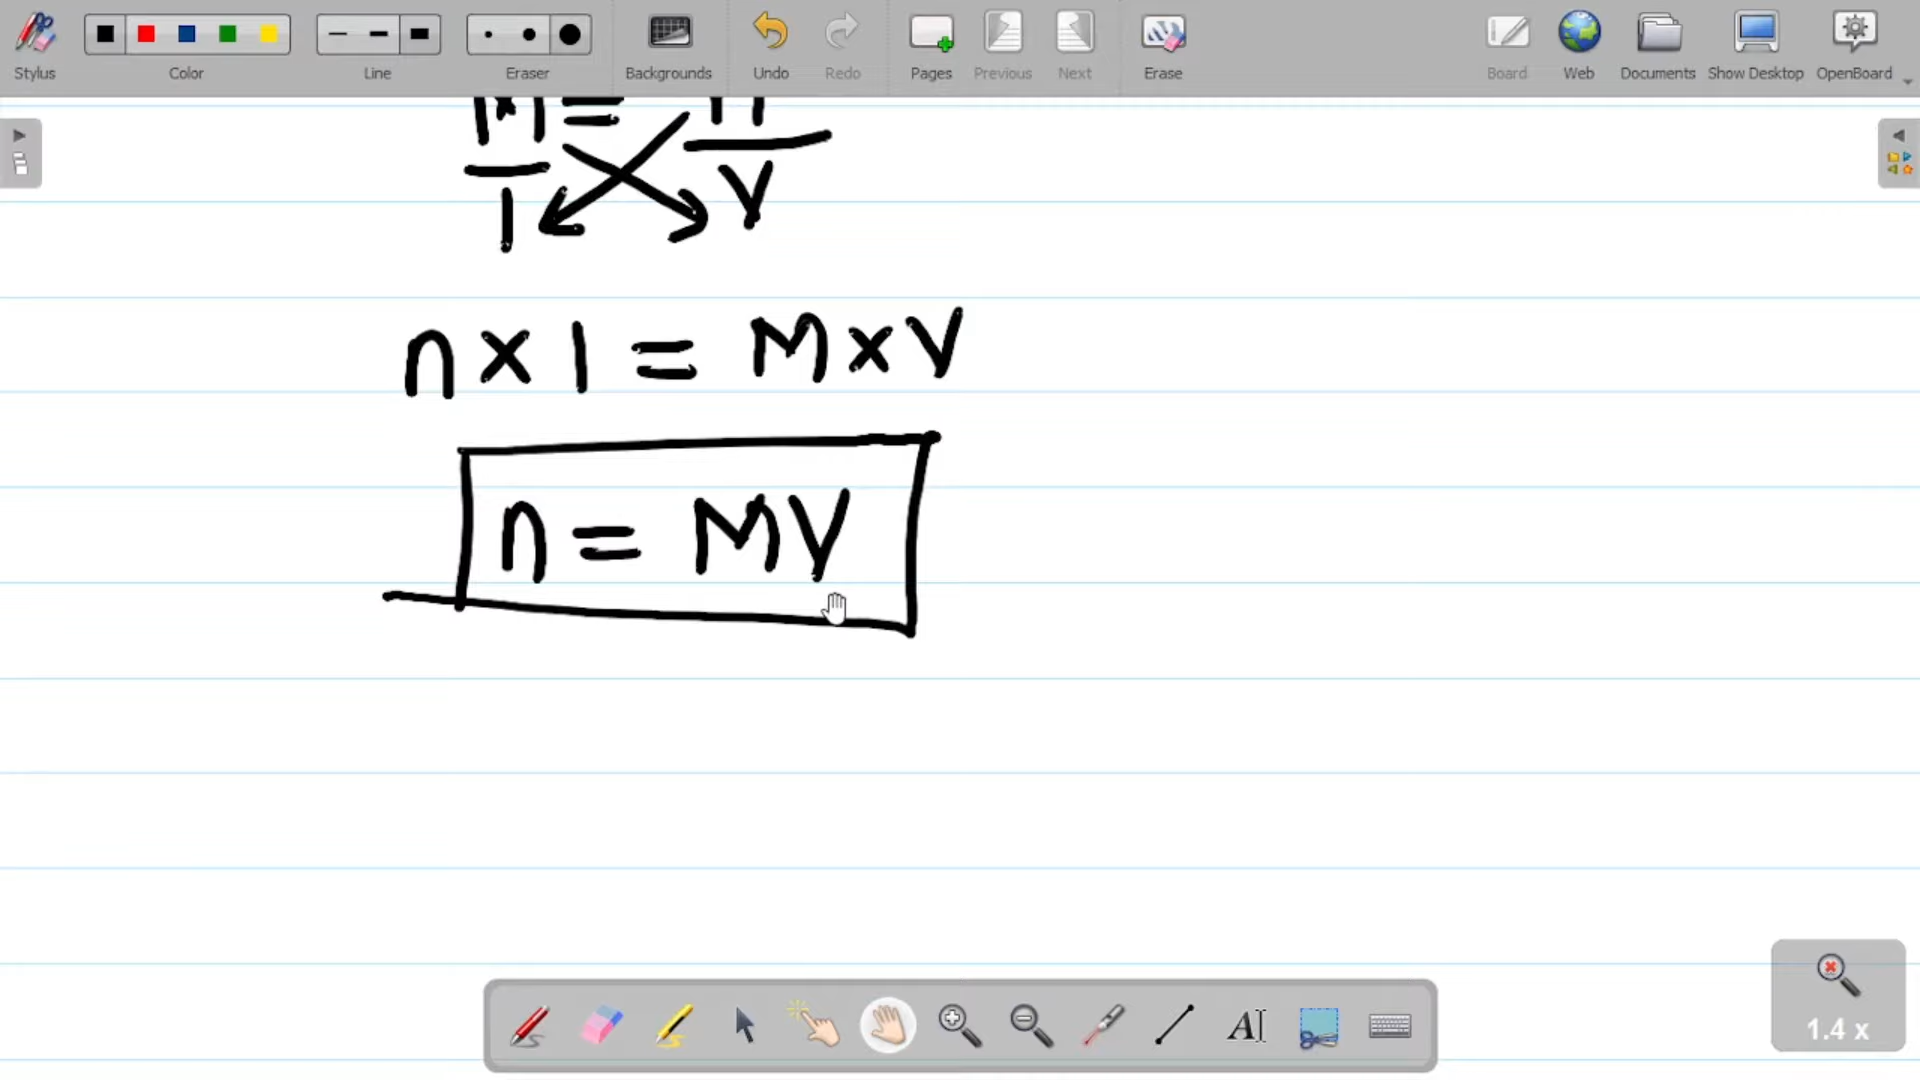 Stylus Color Line Eraser Backgrounds Undo Redo Pages Previous Next Erase Board Web Documents Show Desktop OpenBoard
M = n
1 V
n x 1 = M x V
n = MV
1.4 x